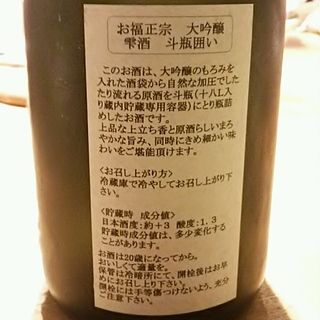 お福正宗　大吟醸
雫酒　斗瓶囲い
このお酒は、大吟醸のもろみを
入れた酒袋から自然な加圧でした
たり流れる原酒を斗瓶(十八L入
り蔵内貯蔵専用容器)にとり瓶詰
めしたお酒です。
上品な上立ち香と原酒らしいまろ
やかな旨み、同時にきめ細かい味
わいをご堪能頂けます。
<お召し上がり方>
冷蔵庫で冷やしてお召し上がり下
さい。
<貯蔵時 成分値>
日本酒度:約+3 酸度:1.3
貯蔵時成分値は、多少変化する
ことがあります。
お酒は20歳になってから。
おいしくて適量を。
保管は冷暗所にて、開栓後はお早
めにお召し上り下さい。
開栓には手等傷つけないよう、充分
ご注意下さい。